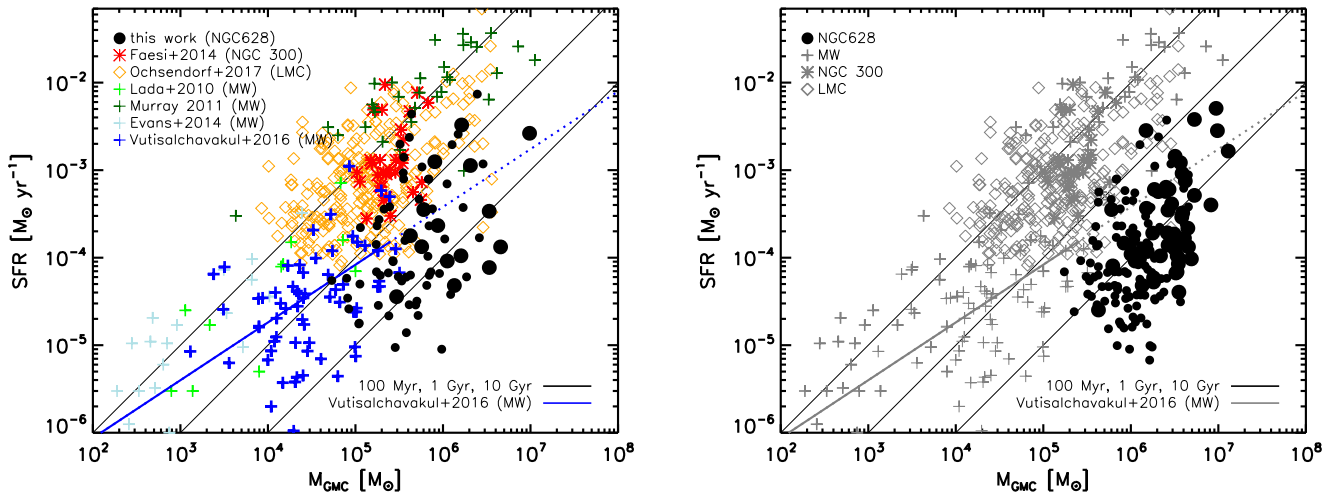 this work (NGC628)
Faesi+2014 (NGC 300)
Ochsendorf+2017 (LMC)
Lada+2010 (MW)
Murray 2011 (MW)
Evans+2014 (MW)
Vutisalchavakul+2016 (MW)
10⁻²
10⁻³
10⁻⁴
10⁻⁵
10⁻⁶
SFR [M⊙ yr⁻¹]
100 Myr, 1 Gyr, 10 Gyr
Vutisalchavakul+2016 (MW)
10² 10³ 10⁴ 10⁵ 10⁶ 10⁷ 10⁸
M_GMC [M⊙]
NGC628
MW
NGC 300
LMC
10⁻²
10⁻³
10⁻⁴
10⁻⁵
10⁻⁶
SFR [M⊙ yr⁻¹]
100 Myr, 1 Gyr, 10 Gyr
Vutisalchavakul+2016 (MW)
10² 10³ 10⁴ 10⁵ 10⁶ 10⁷ 10⁸
M_GMC [M⊙]